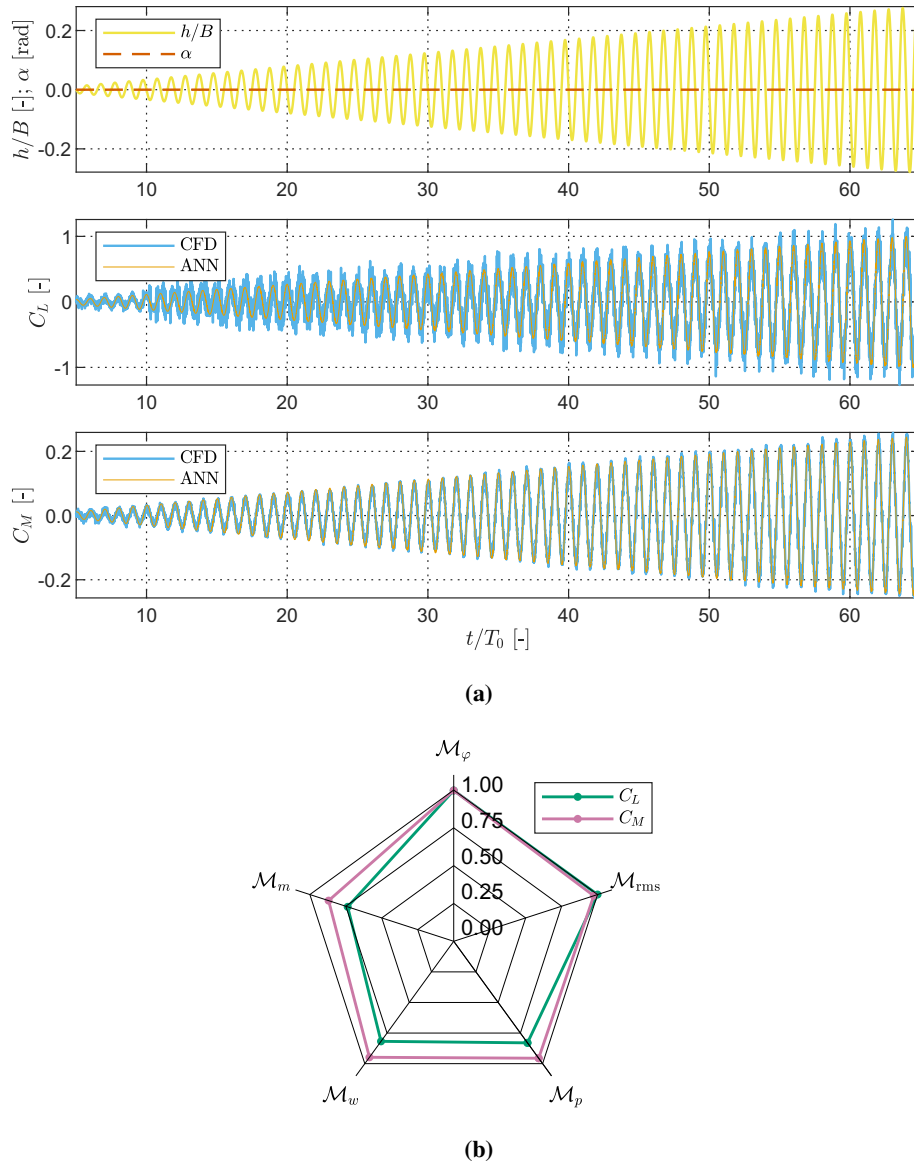 h/B [-]; α [rad]
0.2
0.0
-0.2
h/B
α
10 20 30 40 50 60
C_L [-]
1
0
-1
CFD
ANN
10 20 30 40 50 60
C_M [-]
0.2
0.0
-0.2
CFD
ANN
10 20 30 40 50 60
t/T_0 [-]
(a)
ℳ_φ
1.00
0.75
0.50
0.25
0.00
C_L
C_M
ℳ_m
ℳ_rms
ℳ_w
ℳ_p
(b)